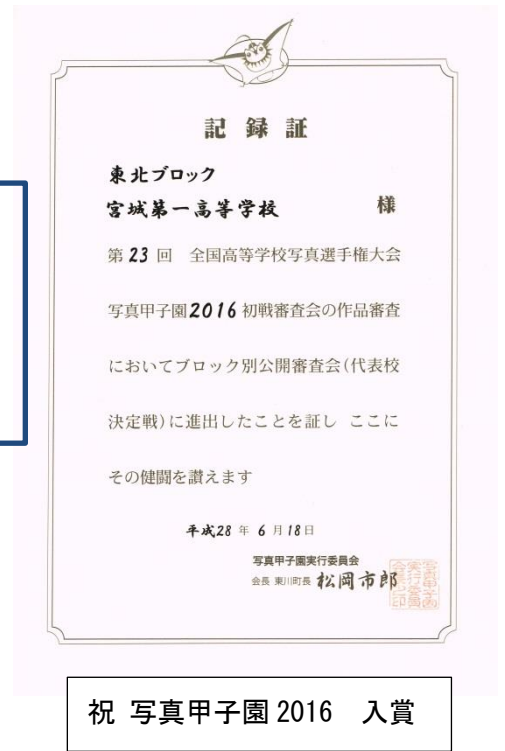 記録証
東北ブロック
宮城第一高等学校 様
第23回 全国高等学校写真選手権大会
写真甲子園2016初戦審査会の作品審査
においてブロック別公開審査会(代表校
決定戦)に進出したことを証し ここに
その健闘を讃えます
平成28年6月18日
写真甲子園実行委員会
会長 東川町長 松岡市郎
祝 写真甲子園2016 入賞